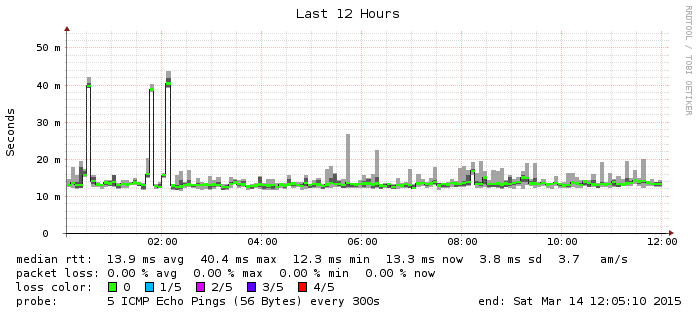 Last 12 Hours
RRDTOOL / TOBI OETIKER
Seconds
50 m
40 m
30 m
20 m
10 m
0
02:00 04:00 06:00 08:00 10:00 12:00
median rtt: 13.9 ms avg 40.4 ms max 12.3 ms min 13.3 ms now 3.8 ms sd 3.7 am/s
packet loss: 0.00 % avg 0.00 % max 0.00 % min 0.00 % now
loss color: 0 1/5 2/5 3/5 4/5
probe: 5 ICMP Echo Pings (56 Bytes) every 300s end: Sat Mar 14 12:05:10 2015